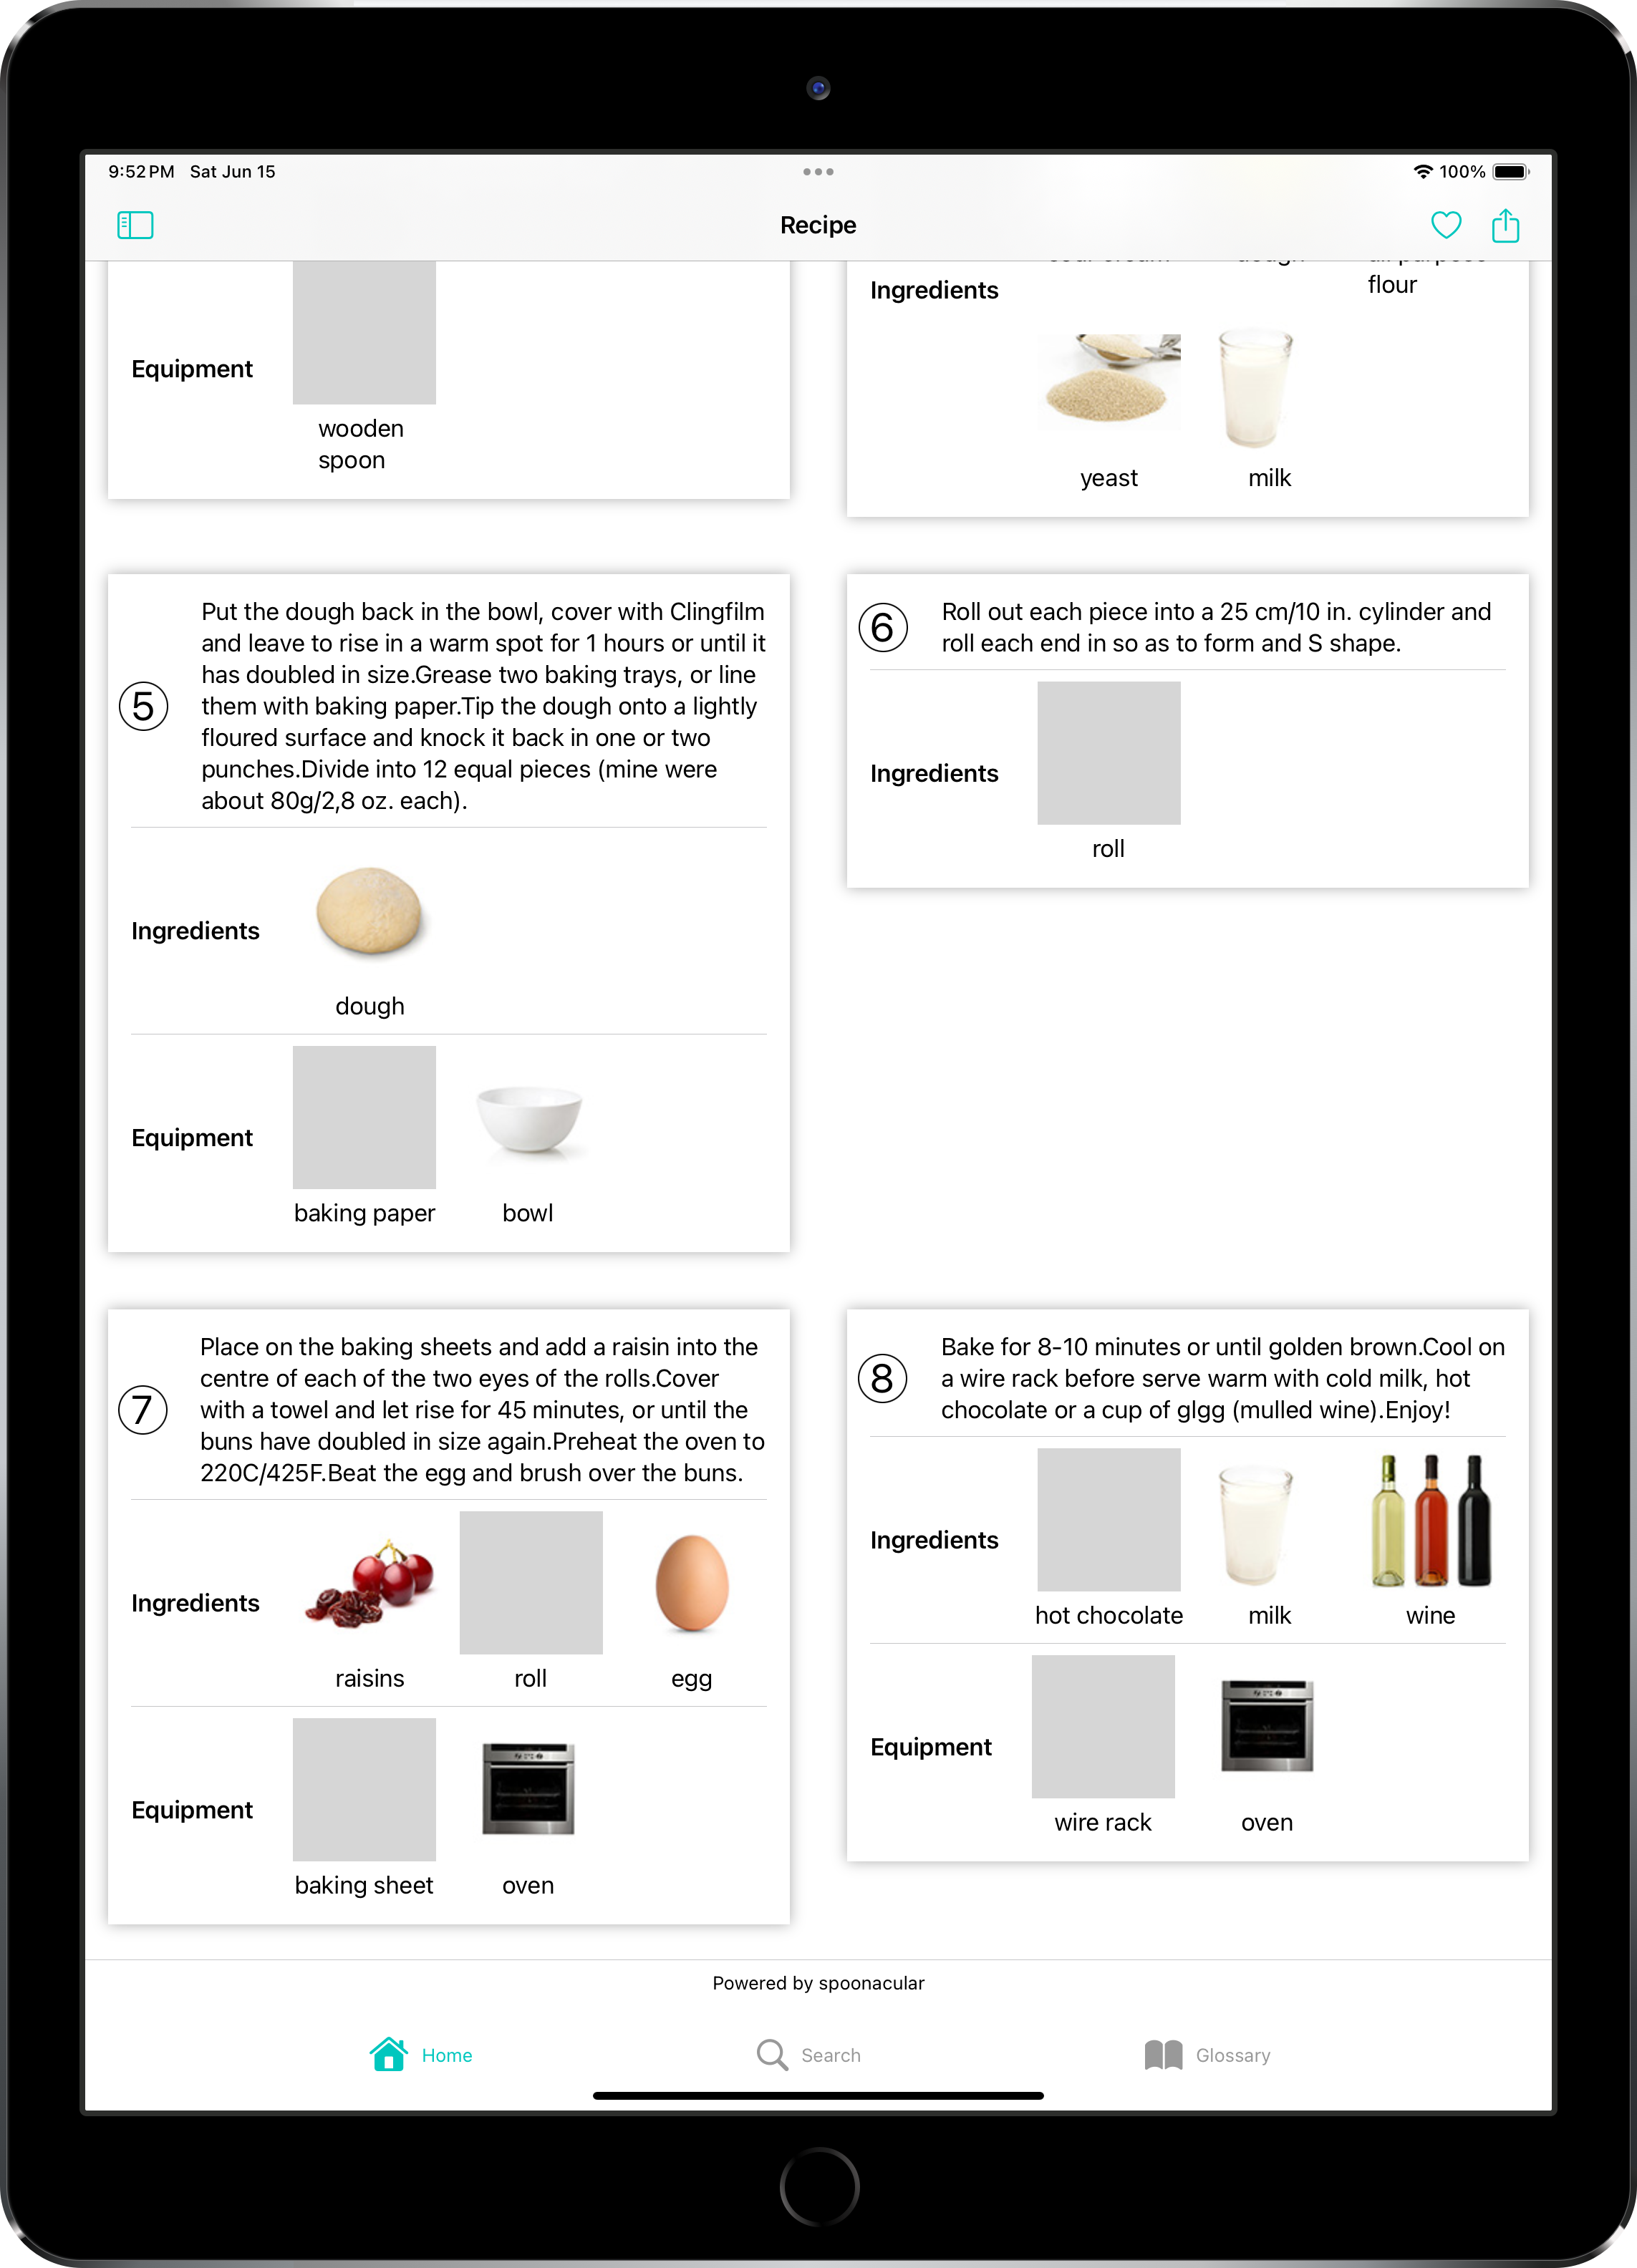 9:52 PM Sat Jun 15
100%
Recipe
Equipment
wooden
spoon
Ingredients
flour
yeast
milk
5
Put the dough back in the bowl, cover with Clingfilm
and leave to rise in a warm spot for 1 hours or until it
has doubled in size.Grease two baking trays, or line
them with baking paper.Tip the dough onto a lightly
floured surface and knock it back in one or two
punches.Divide into 12 equal pieces (mine were
about 80g/2,8 oz. each).
Ingredients
dough
Equipment
baking paper
bowl
6
Roll out each piece into a 25 cm/10 in. cylinder and
roll each end in so as to form and S shape.
Ingredients
roll
7
Place on the baking sheets and add a raisin into the
centre of each of the two eyes of the rolls.Cover
with a towel and let rise for 45 minutes, or until the
buns have doubled in size again.Preheat the oven to
220C/425F.Beat the egg and brush over the buns.
Ingredients
raisins
roll
egg
Equipment
baking sheet
oven
8
Bake for 8-10 minutes or until golden brown.Cool on
a wire rack before serve warm with cold milk, hot
chocolate or a cup of glgg (mulled wine).Enjoy!
Ingredients
hot chocolate
milk
wine
Equipment
wire rack
oven
Powered by spoonacular
Home
Search
Glossary